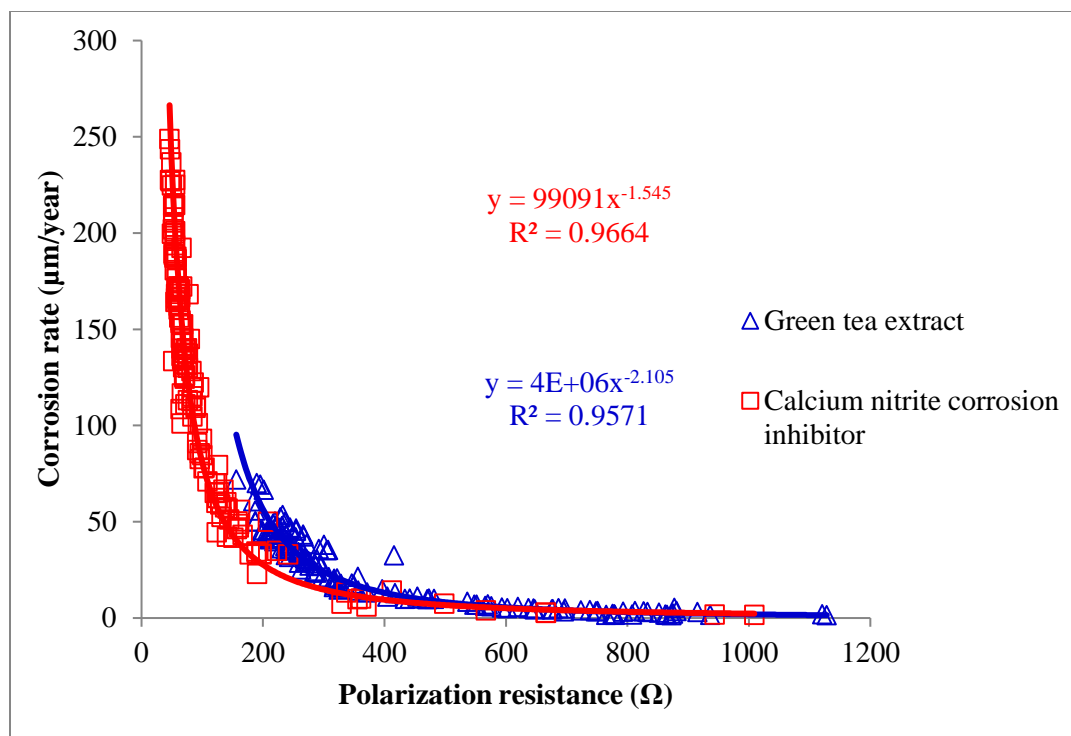 300
250
200
150
100
50
0
Corrosion rate (µm/year)
y = 99091x^-1.545
R² = 0.9664
y = 4E+06x^-2.105
R² = 0.9571
Green tea extract
Calcium nitrite corrosion
inhibitor
0 200 400 600 800 1000 1200
Polarization resistance (Ω)